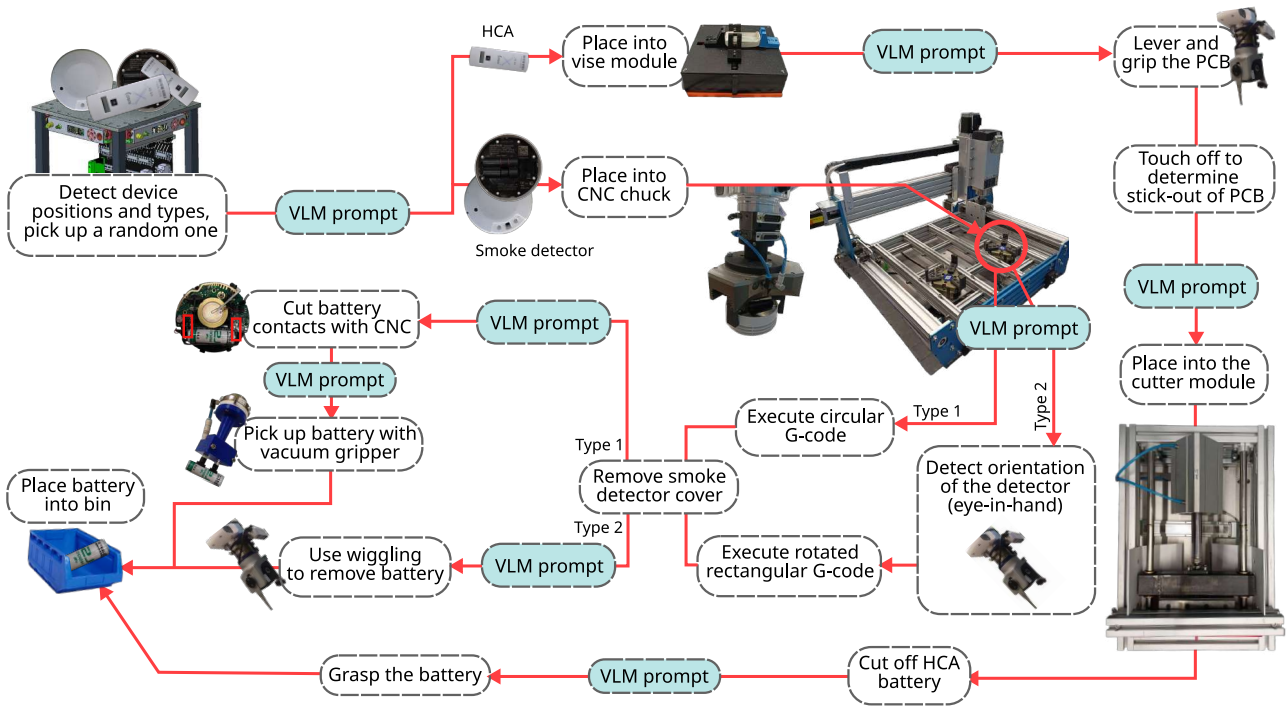 HCA
Place into
vise module
VLM prompt
Lever and
grip the PCB
Detect device
positions and types,
pick up a random one
VLM prompt
Place into
CNC chuck
Smoke detector
Touch off to
determine
stick-out of PCB
VLM prompt
VLM prompt
Place into the
cutter module
Cut battery
contacts with CNC
VLM prompt
VLM prompt
Pick up battery with
vacuum gripper
Type 1
Type 2
Execute circular
G-code
Type 1
Remove smoke
detector cover
Type 2
Detect orientation
of the detector
(eye-in-hand)
Place battery
into bin
Use wiggling
to remove battery
VLM prompt
Execute rotated
rectangular G-code
Grasp the battery
VLM prompt
Cut off HCA
battery